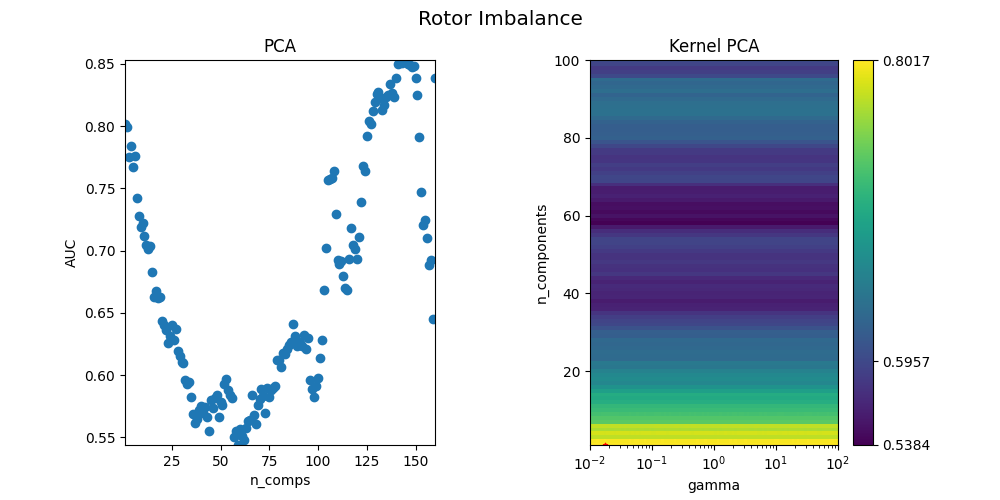 Rotor Imbalance
PCA
0.85
0.80
0.75
0.70
0.65
0.60
0.55
AUC
25 50 75 100 125 150
n_comps
Kernel PCA
100
80
60
40
20
n_components
10⁻² 10⁻¹ 10⁰ 10¹ 10²
gamma
0.8017
0.5957
0.5384